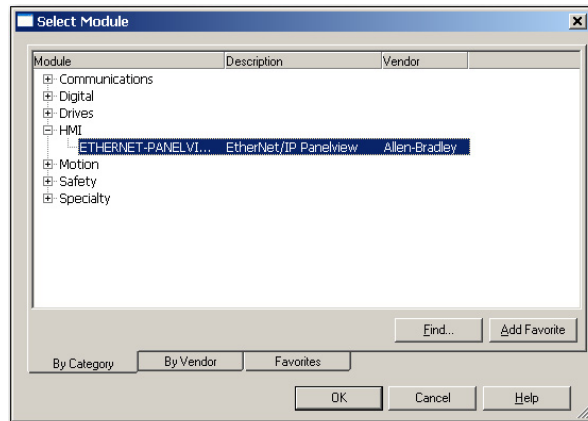 Select Module
Module Description Vendor
Communications
Digital
Drives
HMI
ETHERNET-PANELVI... EtherNet/IP Panelview Allen-Bradley
Motion
Safety
Specialty
Find... Add Favorite
By Category By Vendor Favorites
OK Cancel Help